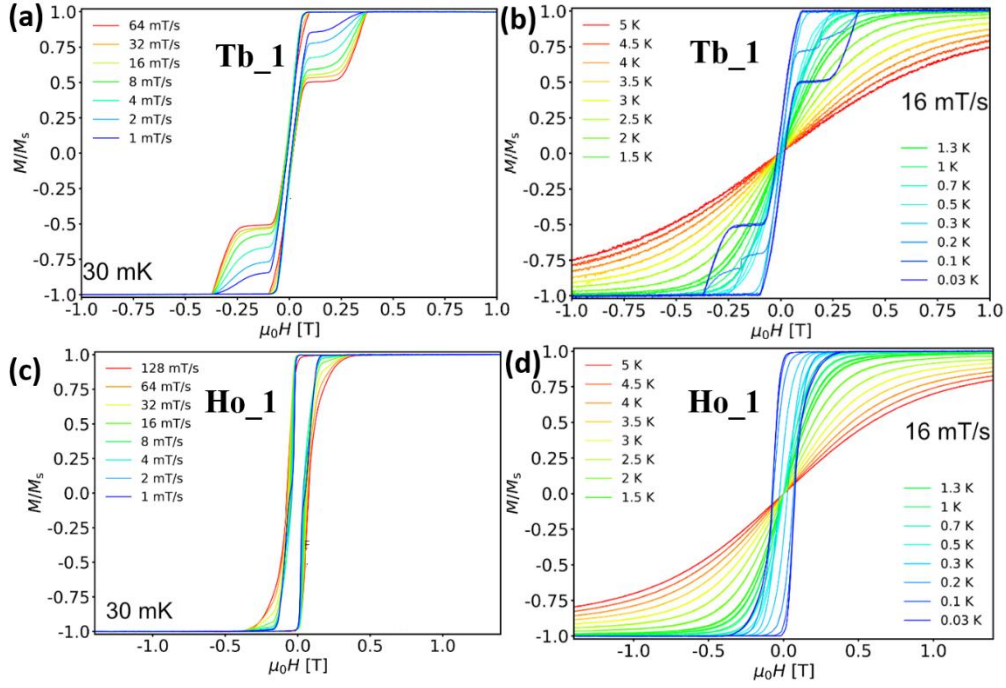 (a)
64 mT/s
32 mT/s
16 mT/s
8 mT/s
4 mT/s
2 mT/s
1 mT/s
Tb_1
30 mK
M/Ms
1.0
0.75
0.5
0.25
0.0
-0.25
-0.5
-0.75
-1.0
-1.0 -0.75 -0.5 -0.25 0.00 0.25 0.5 0.75 1.0
μ0H [T]
(b)
Tb_1
5 K
4.5 K
4 K
3.5 K
3 K
2.5 K
2 K
1.5 K
16 mT/s
1.3 K
1 K
0.7 K
0.5 K
0.3 K
0.2 K
0.1 K
0.03 K
M/Ms
1.0
0.75
0.5
0.25
0.0
-0.25
-0.5
-0.75
-1.0
-1.0 -0.75 -0.5 -0.25 0.00 0.25 0.5 0.75 1.0
μ0H [T]
(c)
128 mT/s
64 mT/s
32 mT/s
16 mT/s
8 mT/s
4 mT/s
2 mT/s
1 mT/s
Ho_1
30 mK
M/Ms
1.0
0.75
0.5
0.25
0.0
-0.25
-0.5
-0.75
-1.0
-1.0 -0.5 0.0 0.5 1.0
μ0H [T]
(d)
Ho_1
5 K
4.5 K
4 K
3.5 K
3 K
2.5 K
2 K
1.5 K
16 mT/s
1.3 K
1 K
0.7 K
0.5 K
0.3 K
0.2 K
0.1 K
0.03 K
M/Ms
1.0
0.75
0.5
0.25
0.0
-0.25
-0.5
-0.75
-1.0
-1.0 -0.5 0.0 0.5 1.0
μ0H [T]